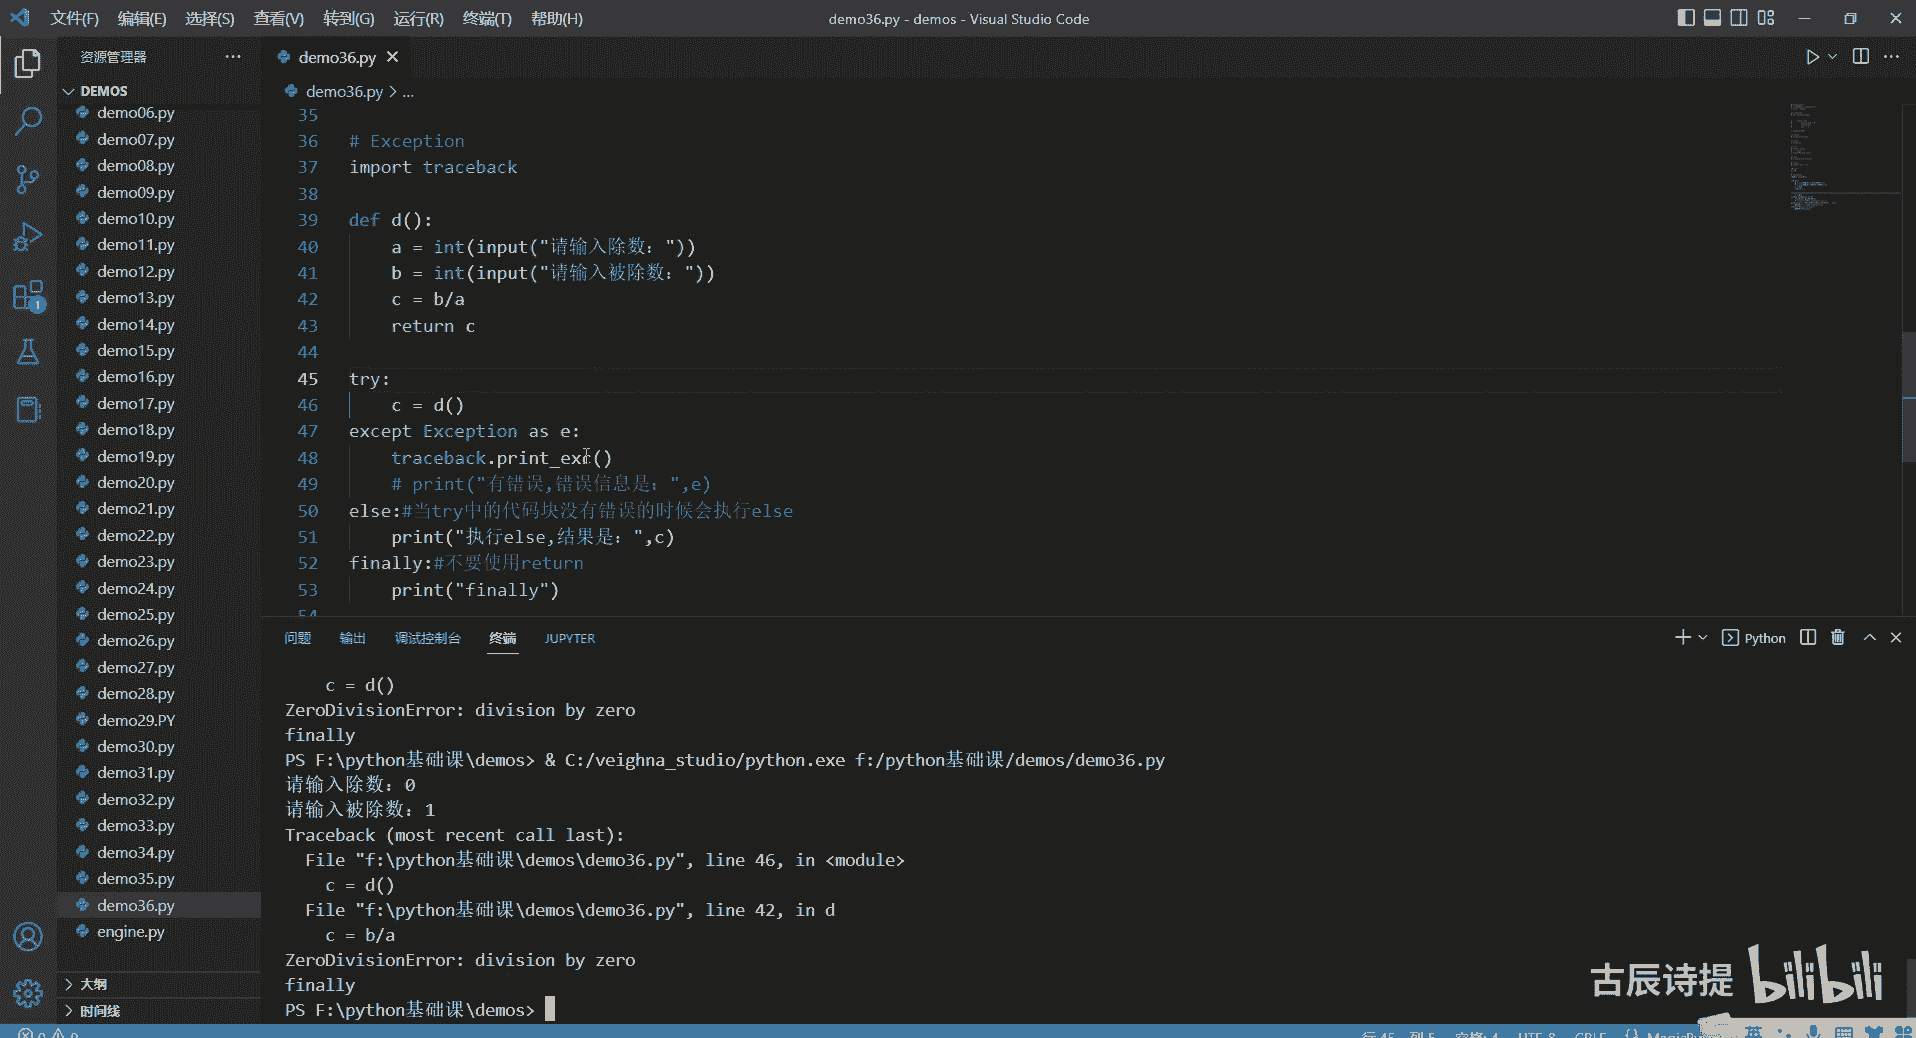 文件(F) 编辑(E) 选择(S) 查看(V) 转到(G) 运行(R) 终端(T) 帮助(H)
demo36.py - demos - Visual Studio Code
资源管理器
DEMOS
demo06.py
demo07.py
demo08.py
demo09.py
demo10.py
demo11.py
demo12.py
demo13.py
demo14.py
demo15.py
demo16.py
demo17.py
demo18.py
demo19.py
demo20.py
demo21.py
demo22.py
demo23.py
demo24.py
demo25.py
demo26.py
demo27.py
demo28.py
demo29.PY
demo30.py
demo31.py
demo32.py
demo33.py
demo34.py
demo35.py
demo36.py
engine.py
大纲
时间线
demo36.py
demo36.py > ...
35
36 # Exception
37 import traceback
38
39 def d():
40 a = int(input("请输入除数："))
41 b = int(input("请输入被除数："))
42 c = b/a
43 return c
44
45 try:
46 c = d()
47 except Exception as e:
48 traceback.print_exc()
49 # print("有错误,错误信息是：",e)
50 else:#当try中的代码块没有错误的时候会执行else
51 print("执行else,结果是：",c)
52 finally:#不要使用return
53 print("finally")
54
问题 输出 调试控制台 终端 JUPYTER
Python
c = d()
ZeroDivisionError: division by zero
finally
PS F:\python基础课\demos> & C:/veighna_studio/python.exe f:/python基础课/demos/demo36.py
请输入除数：0
请输入被除数：1
Traceback (most recent call last):
File "f:\python基础课\demos\demo36.py", line 46, in <module>
c = d()
File "f:\python基础课\demos\demo36.py", line 42, in d
c = b/a
ZeroDivisionError: division by zero
finally
PS F:\python基础课\demos>
古辰诗提 bilibili
行 45，列 5 空格: 4 UTF-8 CRLF
英